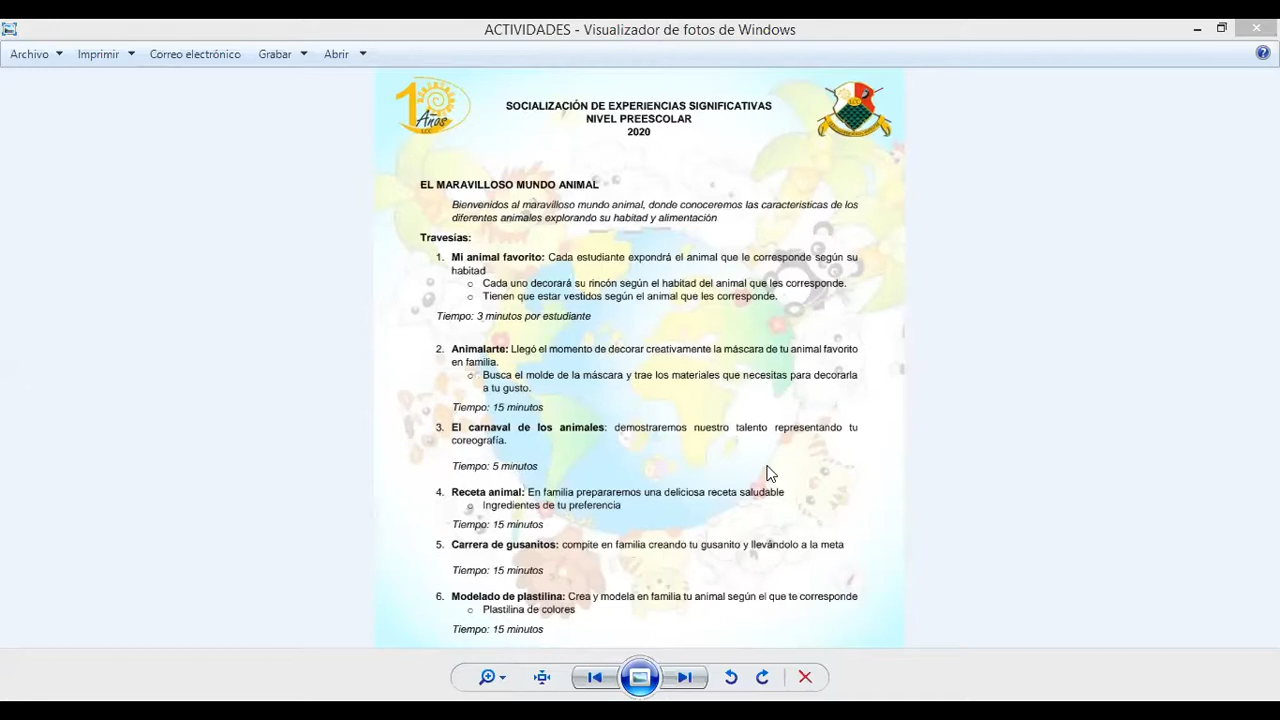 ACTIVIDADES - Visualizador de fotos de Windows
Archivo Imprimir Correo electrónico Grabar Abrir
10 Años
LCC
SOCIALIZACIÓN DE EXPERIENCIAS SIGNIFICATIVAS
NIVEL PREESCOLAR
2020
EL MARAVILLOSO MUNDO ANIMAL
Bienvenidos al maravilloso mundo animal, donde conoceremos las características de los
diferentes animales explorando su habitad y alimentación
Travesías:
1. Mi animal favorito: Cada estudiante expondrá el animal que le corresponde según su
habitad
o Cada uno decorará su rincón según el habitad del animal que les corresponde.
o Tienen que estar vestidos según el animal que les corresponde.
Tiempo: 3 minutos por estudiante
2. Animalarte: Llegó el momento de decorar creativamente la máscara de tu animal favorito
en familia.
o Busca el molde de la máscara y trae los materiales que necesitas para decorarla
a tu gusto.
Tiempo: 15 minutos
3. El carnaval de los animales: demostraremos nuestro talento representando tu
coreografía.
Tiempo: 5 minutos
4. Receta animal: En familia prepararemos una deliciosa receta saludable
o Ingredientes de tu preferencia
Tiempo: 15 minutos
5. Carrera de gusanitos: compite en familia creando tu gusanito y llevándolo a la meta
Tiempo: 15 minutos
6. Modelado de plastilina: Crea y modela en familia tu animal según el que te corresponde
o Plastilina de colores
Tiempo: 15 minutos